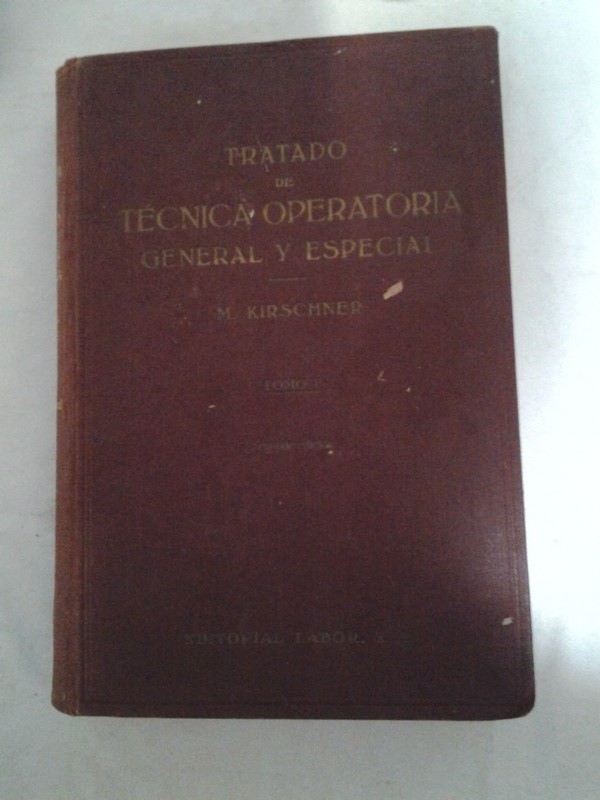 TRATADO
DE
TÉCNICA OPERATORIA
GENERAL Y ESPECIAL
M. KIRSCHNER
TOMO I
EDITORIAL LABOR, S.